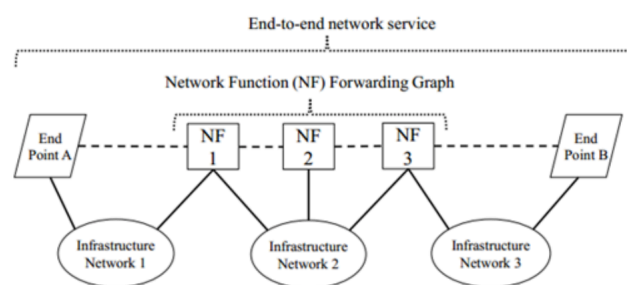 End-to-end network service
Network Function (NF) Forwarding Graph
End
Point A
NF
1
NF
2
NF
3
End
Point B
Infrastructure
Network 1
Infrastructure
Network 2
Infrastructure
Network 3